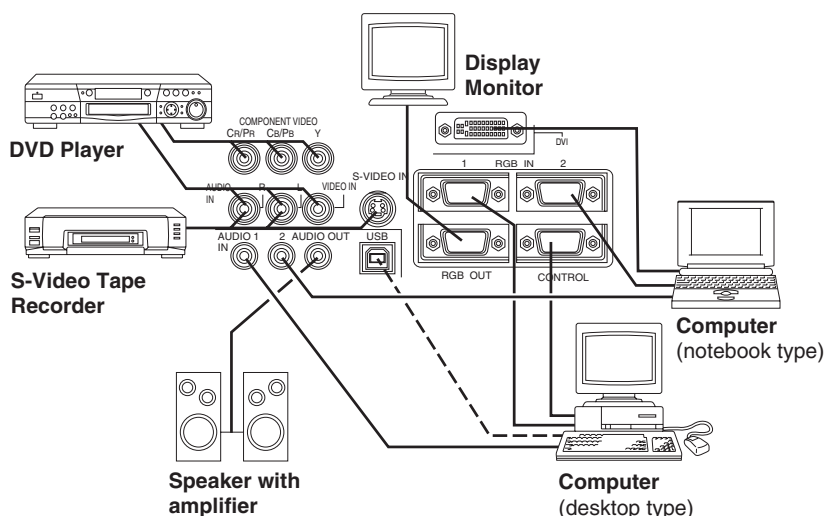 Display
Monitor
DVD Player
COMPONENT VIDEO
CR/PR CB/PB Y
DVI
1 RGB IN 2
S-VIDEO IN
AUDIO IN R L VIDEO IN
AUDIO 1 IN 2 AUDIO OUT USB
RGB OUT CONTROL
S-Video Tape
Recorder
Computer
(notebook type)
Speaker with
amplifier
Computer
(desktop type)